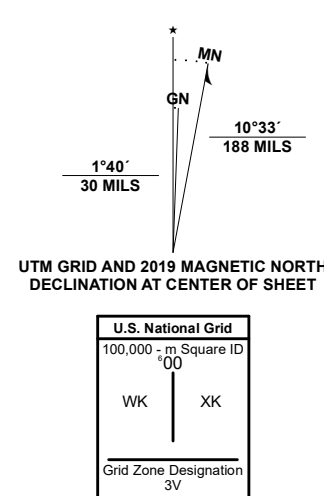 ★
MN
GN
10°33´
188 MILS
1°40´
30 MILS
UTM GRID AND 2019 MAGNETIC NORTH
DECLINATION AT CENTER OF SHEET
U.S. National Grid
100,000 - m Square ID
⁶00
WK XK
Grid Zone Designation
3V